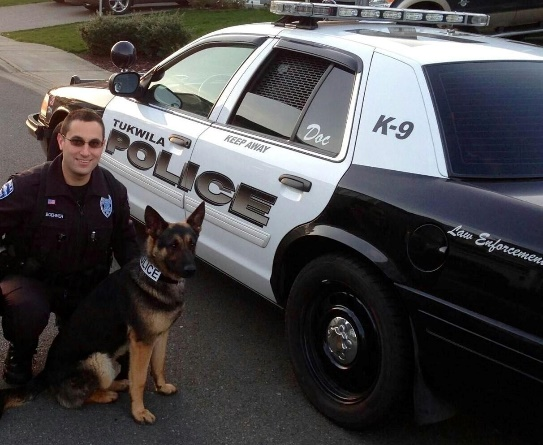 TUKWILA
POLICE
KEEP AWAY
Doc
K-9
Law Enforcement
POLICE